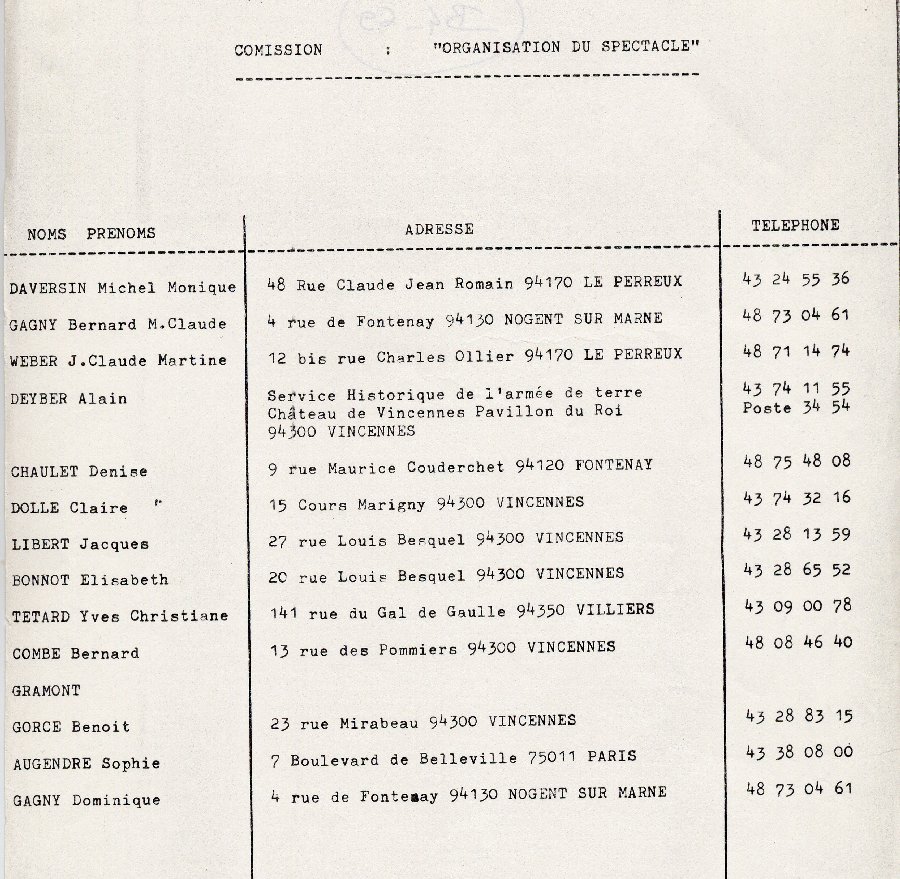 COMISSION : "ORGANISATION DU SPECTACLE"
NOMS PRENOMS ADRESSE TELEPHONE
DAVERSIN Michel Monique 48 Rue Claude Jean Romain 94170 LE PERREUX 43 24 55 36
GAGNY Bernard M.Claude 4 rue de Fontenay 94130 NOGENT SUR MARNE 48 73 04 61
WEBER J.Claude Martine 12 bis rue Charles Ollier 94170 LE PERREUX 48 71 14 74
DEYBER Alain Service Historique de l'armée de terre 43 74 11 55
Château de Vincennes Pavillon du Roi Poste 34 54
94300 VINCENNES
CHAULET Denise 9 rue Maurice Couderchet 94120 FONTENAY 48 75 48 08
DOLLE Claire 15 Cours Marigny 94300 VINCENNES 43 74 32 16
LIBERT Jacques 27 rue Louis Besquel 94300 VINCENNES 43 28 13 59
BONNOT Elisabeth 20 rue Louis Besquel 94300 VINCENNES 43 28 65 52
TETARD Yves Christiane 141 rue du Gal de Gaulle 94350 VILLIERS 43 09 00 78
COMBE Bernard 13 rue des Pommiers 94300 VINCENNES 48 08 46 40
GRAMONT
GORCE Benoit 23 rue Mirabeau 94300 VINCENNES 43 28 83 15
AUGENDRE Sophie 7 Boulevard de Belleville 75011 PARIS 43 38 08 00
GAGNY Dominique 4 rue de Fontenay 94130 NOGENT SUR MARNE 48 73 04 61